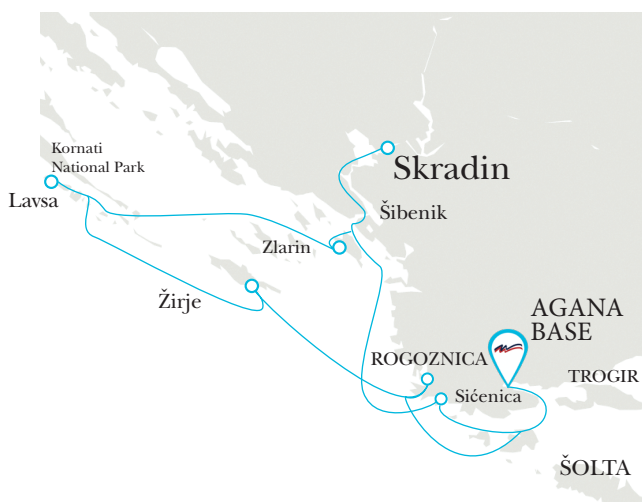 Kornati
National Park
Lavsa
Skradin
Šibenik
Zlarin
Žirje
AGANA
BASE
ROGOZNICA
TROGIR
Sićenica
ŠOLTA